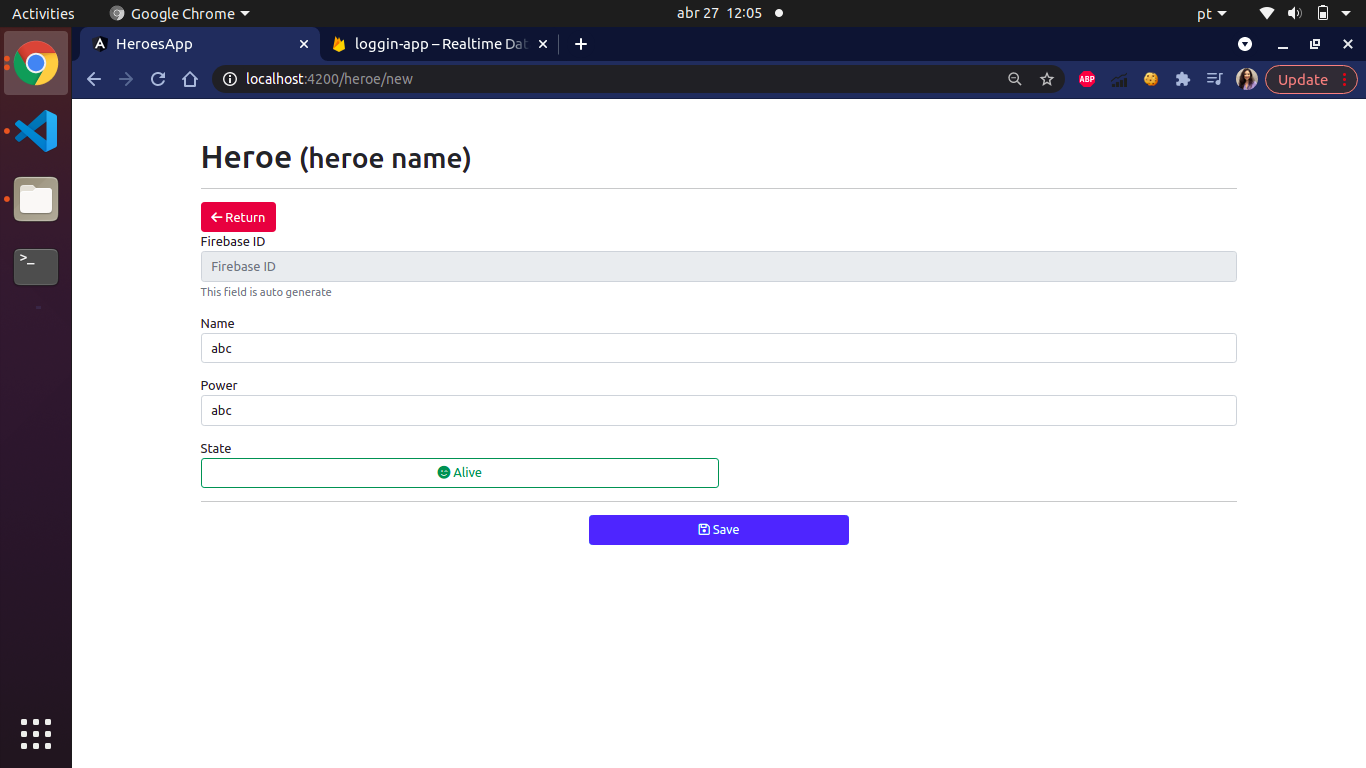 Activities Google Chrome abr 27 12:05 pt
HeroesApp loggin-app – Realtime Dat
localhost:4200/heroe/new ABP Update
Heroe (heroe name)
Return
Firebase ID
Firebase ID
This field is auto generate
Name
abc
Power
abc
State
Alive
Save
>_